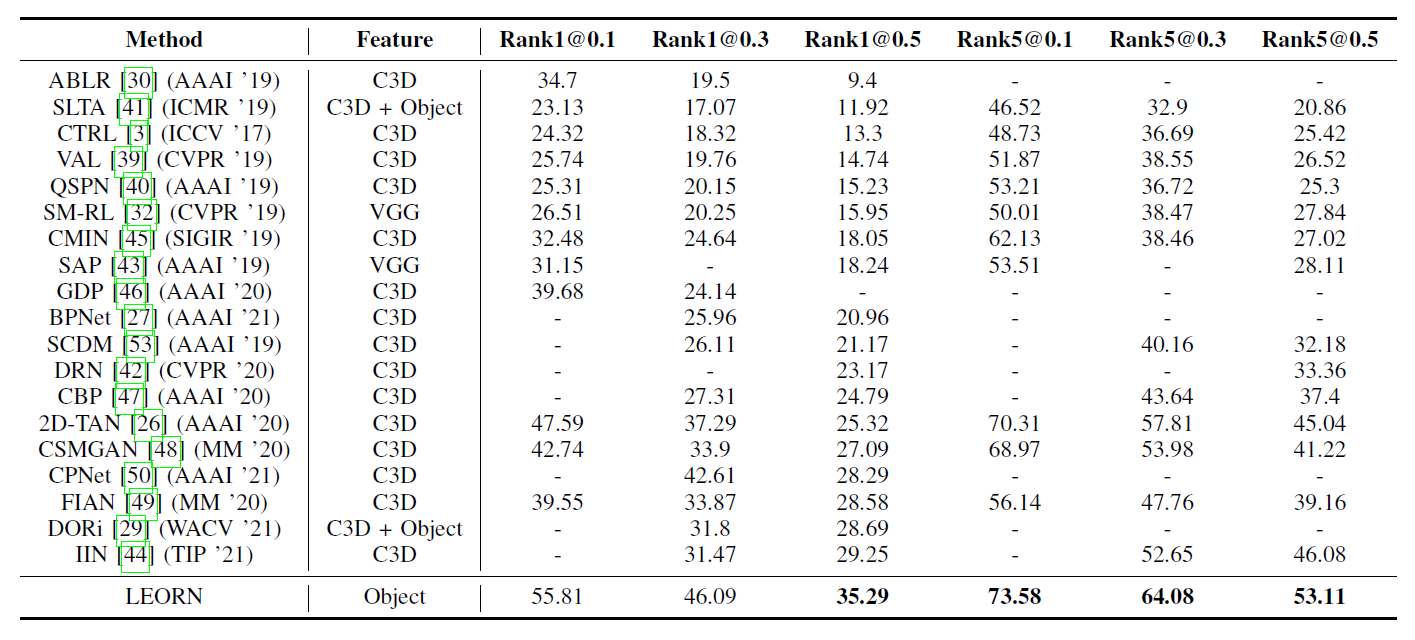 Method Feature Rank1@0.1 Rank1@0.3 Rank1@0.5 Rank5@0.1 Rank5@0.3 Rank5@0.5
ABLR [30] (AAAI '19) C3D 34.7 19.5 9.4 - - -
SLTA [41] (ICMR '19) C3D + Object 23.13 17.07 11.92 46.52 32.9 20.86
CTRL [3] (ICCV '17) C3D 24.32 18.32 13.3 48.73 36.69 25.42
VAL [39] (CVPR '19) C3D 25.74 19.76 14.74 51.87 38.55 26.52
QSPN [40] (AAAI '19) C3D 25.31 20.15 15.23 53.21 36.72 25.3
SM-RL [32] (CVPR '19) VGG 26.51 20.25 15.95 50.01 38.47 27.84
CMIN [45] (SIGIR '19) C3D 32.48 24.64 18.05 62.13 38.46 27.02
SAP [43] (AAAI '19) VGG 31.15 - 18.24 53.51 - 28.11
GDP [46] (AAAI '20) C3D 39.68 24.14 - - - -
BPNet [27] (AAAI '21) C3D - 25.96 20.96 - - -
SCDM [53] (AAAI '19) C3D - 26.11 21.17 - 40.16 32.18
DRN [42] (CVPR '20) C3D - - 23.17 - - 33.36
CBP [47] (AAAI '20) C3D - 27.31 24.79 - 43.64 37.4
2D-TAN [26] (AAAI '20) C3D 47.59 37.29 25.32 70.31 57.81 45.04
CSMGAN [48] (MM '20) C3D 42.74 33.9 27.09 68.97 53.98 41.22
CPNet [50] (AAAI '21) C3D - 42.61 28.29 - - -
FIAN [49] (MM '20) C3D 39.55 33.87 28.58 56.14 47.76 39.16
DORi [29] (WACV '21) C3D + Object - 31.8 28.69 - - -
IIN [44] (TIP '21) C3D - 31.47 29.25 - 52.65 46.08
LEORN Object 55.81 46.09 35.29 73.58 64.08 53.11